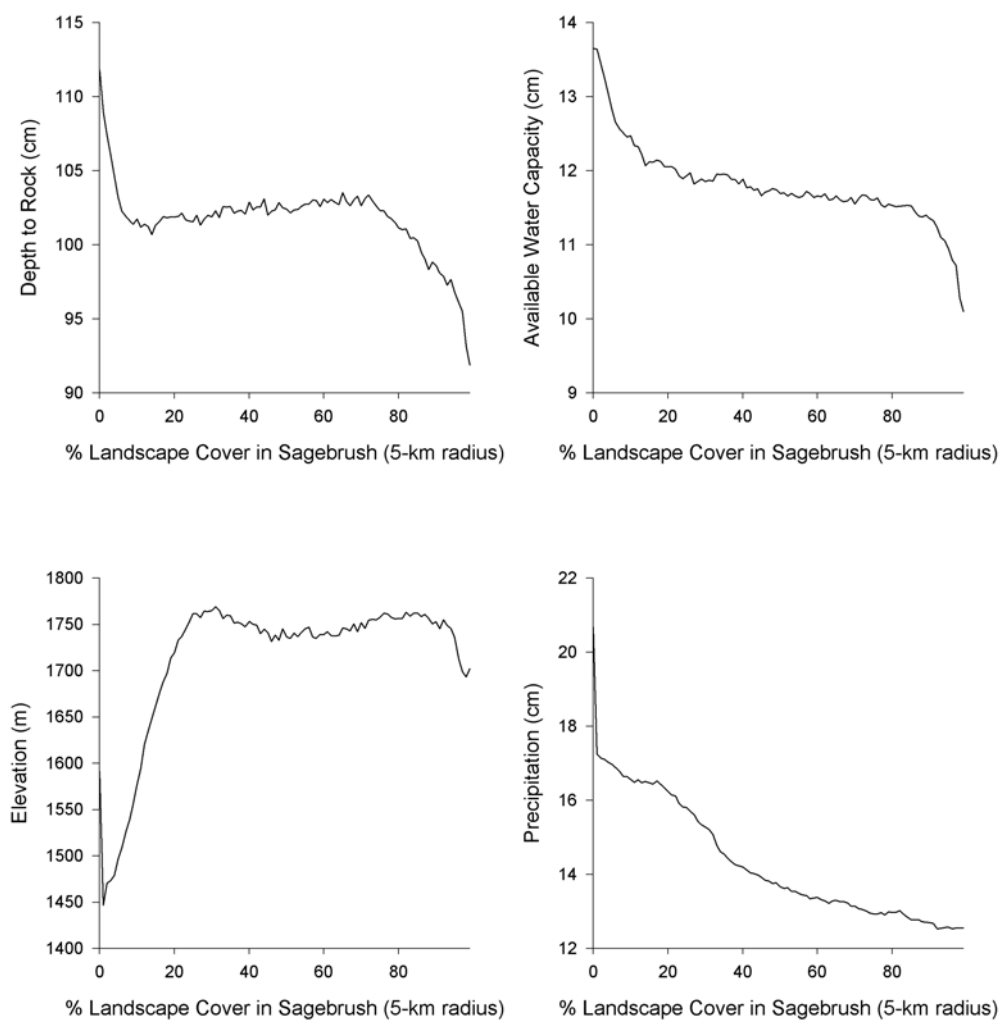 115
110
105
100
95
90
Depth to Rock (cm)
0 20 40 60 80
% Landscape Cover in Sagebrush (5-km radius)
14
13
12
11
10
9
Available Water Capacity (cm)
0 20 40 60 80
% Landscape Cover in Sagebrush (5-km radius)
1800
1750
1700
1650
1600
1550
1500
1450
1400
Elevation (m)
0 20 40 60 80
% Landscape Cover in Sagebrush (5-km radius)
22
20
18
16
14
12
Precipitation (cm)
0 20 40 60 80
% Landscape Cover in Sagebrush (5-km radius)